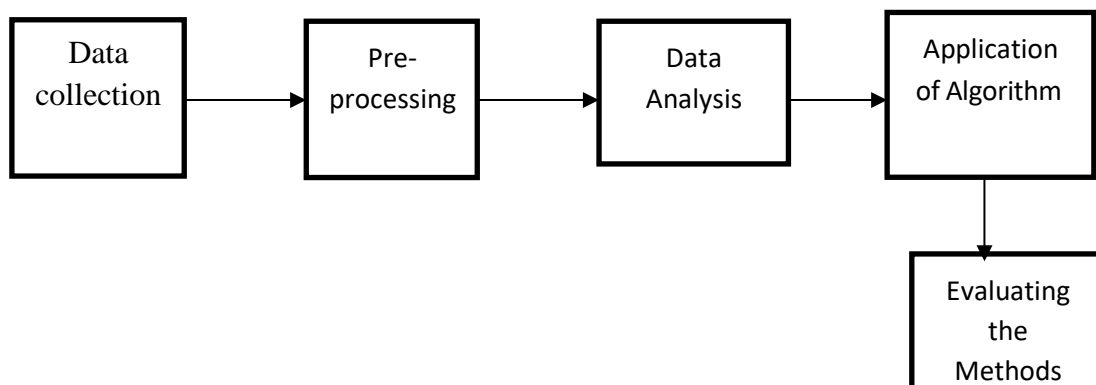 Data
collection
Pre-
processing
Data
Analysis
Application
of Algorithm
Evaluating
the
Methods